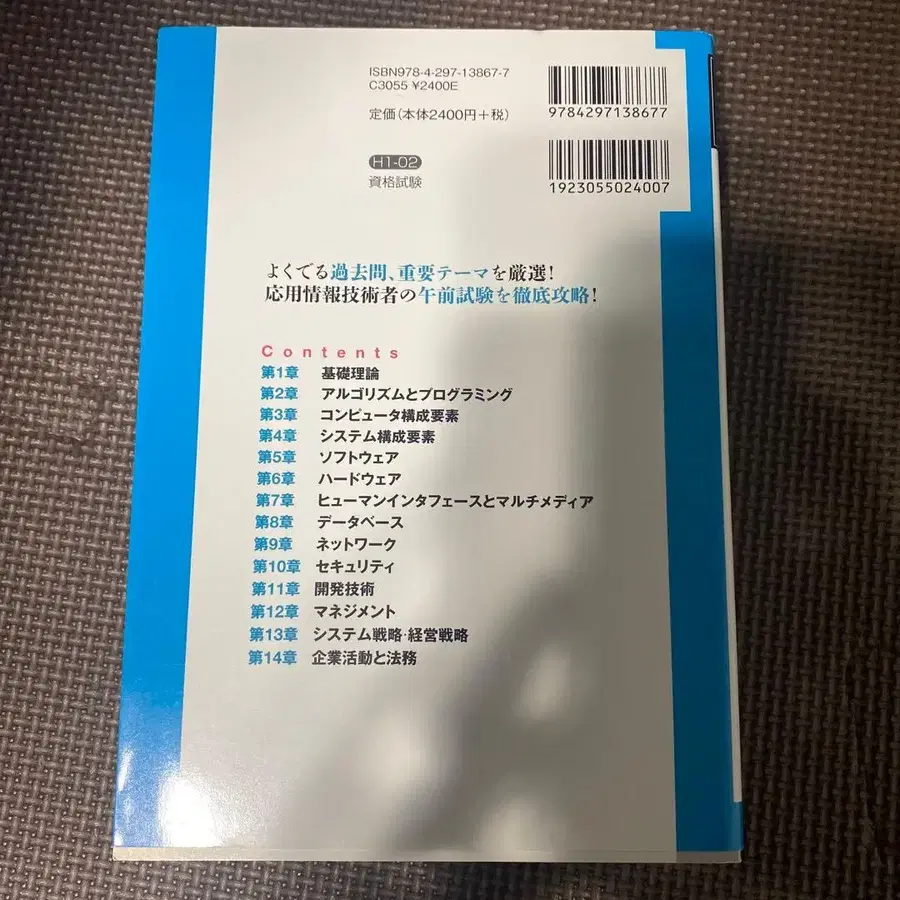 ISBN978-4-297-13867-7
C3055 ¥2400E
定価(本体2400円+税)
9784297138677
H1-02
資格試験
1923055024007
よくでる過去問、重要テーマを厳選!
応用情報技術者の午前試験を徹底攻略!
Contents
第1章 基礎理論
第2章 アルゴリズムとプログラミング
第3章 コンピュータ構成要素
第4章 システム構成要素
第5章 ソフトウェア
第6章 ハードウェア
第7章 ヒューマンインタフェースとマルチメディア
第8章 データベース
第9章 ネットワーク
第10章 セキュリティ
第11章 開発技術
第12章 マネジメント
第13章 システム戦略·経営戦略
第14章 企業活動と法務